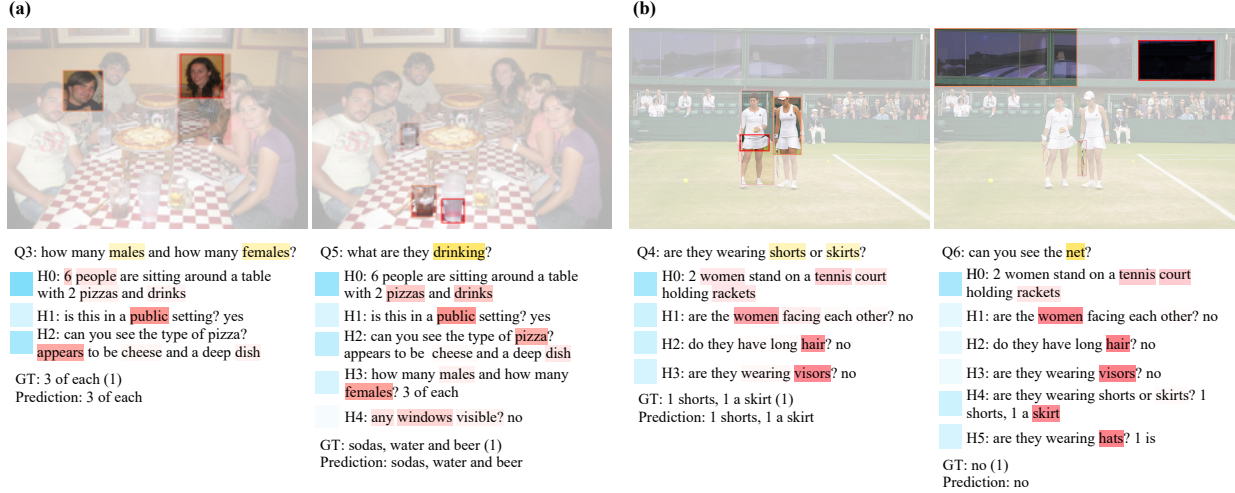 (a)
Q3: how many males and how many females?
H0: 6 people are sitting around a table
with 2 pizzas and drinks
H1: is this in a public setting? yes
H2: can you see the type of pizza?
appears to be cheese and a deep dish
GT: 3 of each (1)
Prediction: 3 of each
Q5: what are they drinking?
H0: 6 people are sitting around a table
with 2 pizzas and drinks
H1: is this in a public setting? yes
H2: can you see the type of pizza?
appears to be cheese and a deep dish
H3: how many males and how many
females? 3 of each
H4: any windows visible? no
GT: sodas, water and beer (1)
Prediction: sodas, water and beer
(b)
Q4: are they wearing shorts or skirts?
H0: 2 women stand on a tennis court
holding rackets
H1: are the women facing each other? no
H2: do they have long hair? no
H3: are they wearing visors? no
GT: 1 shorts, 1 a skirt (1)
Prediction: 1 shorts, 1 a skirt
Q6: can you see the net?
H0: 2 women stand on a tennis court
holding rackets
H1: are the women facing each other? no
H2: do they have long hair? no
H3: are they wearing visors? no
H4: are they wearing shorts or skirts? 1
shorts, 1 a skirt
H5: are they wearing hats? 1 is
GT: no (1)
Prediction: no